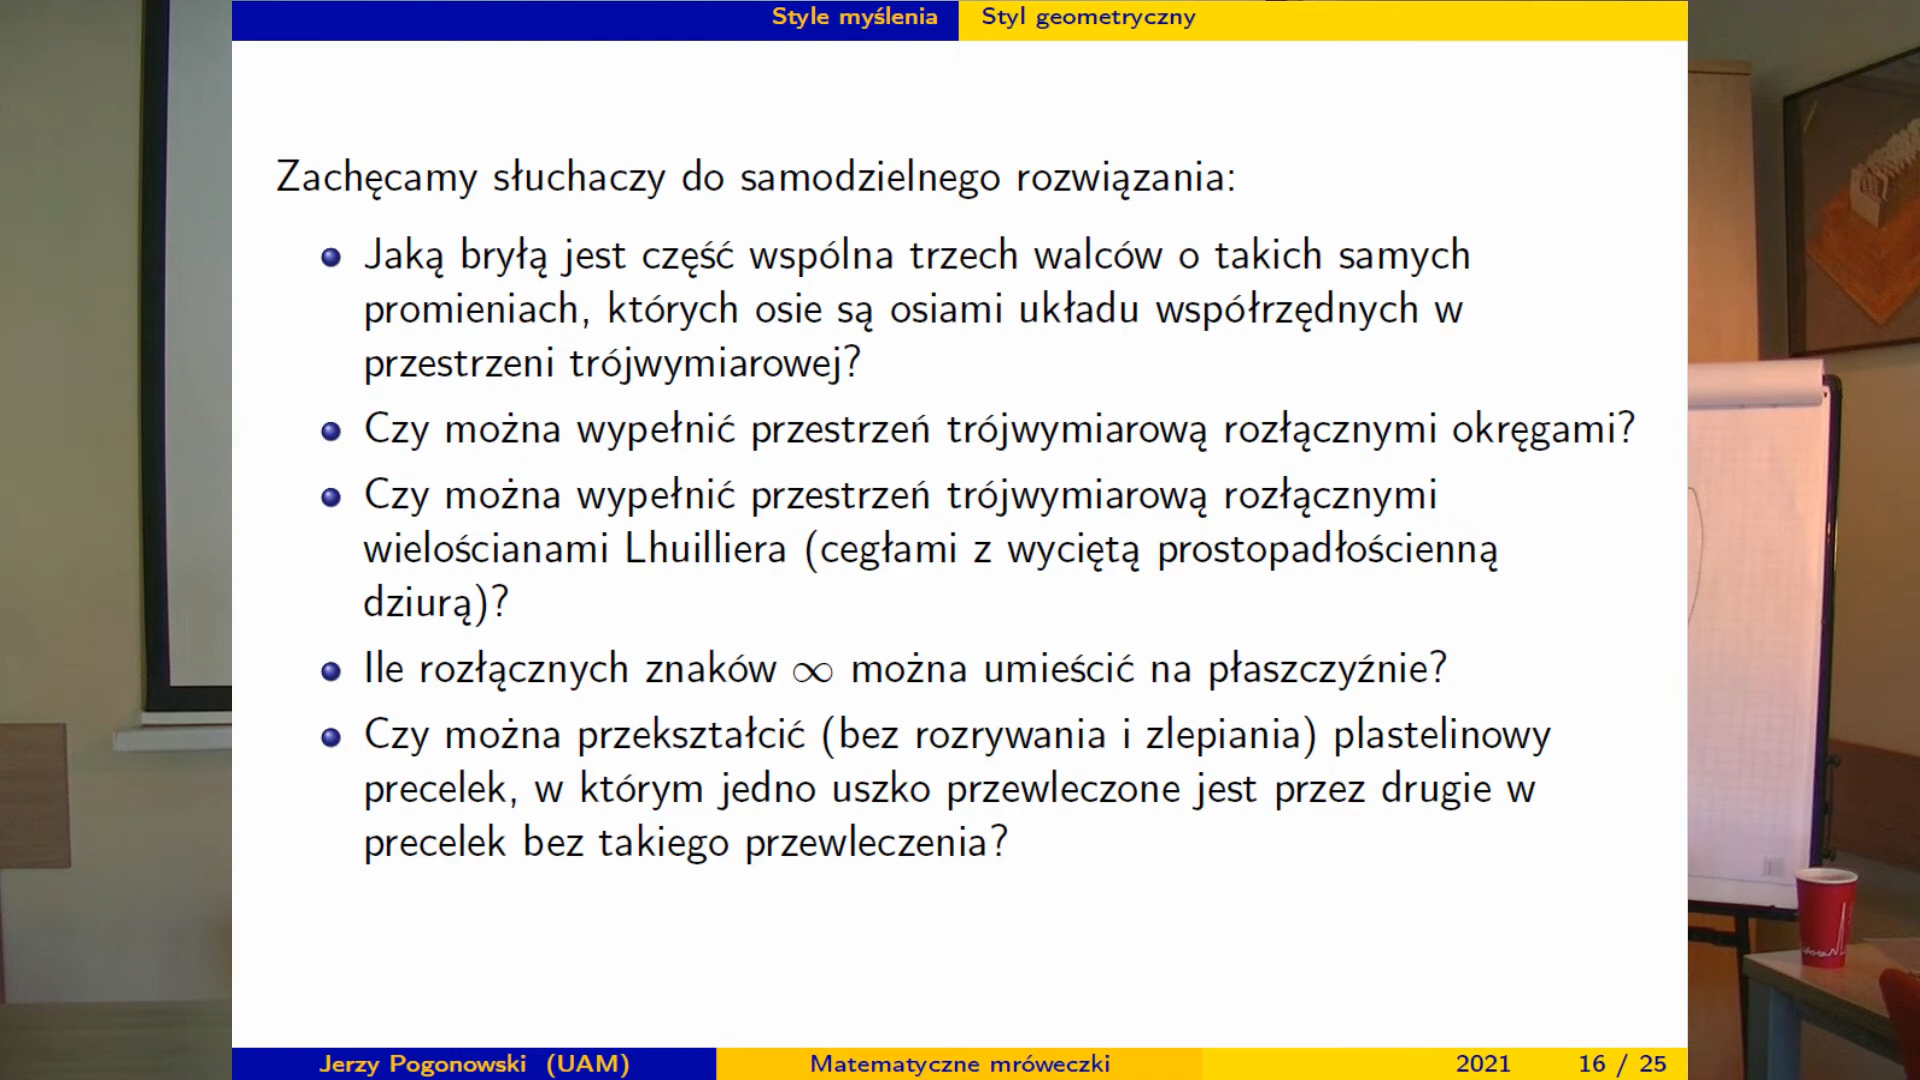 Style myślenia Styl geometryczny
Zachęcamy słuchaczy do samodzielnego rozwiązania:
Jaką bryłą jest część wspólna trzech walców o takich samych
promieniach, których osie są osiami układu współrzędnych w
przestrzeni trójwymiarowej?
Czy można wypełnić przestrzeń trójwymiarową rozłącznymi okręgami?
Czy można wypełnić przestrzeń trójwymiarową rozłącznymi
wielościanami Lhuilliera (cegłami z wyciętą prostopadłościenną
dziurą)?
Ile rozłącznych znaków ∞ można umieścić na płaszczyźnie?
Czy można przekształcić (bez rozrywania i zlepiania) plastelinowy
precelek, w którym jedno uszko przewleczone jest przez drugie w
precelek bez takiego przewleczenia?
Jerzy Pogonowski (UAM) Matematyczne mróweczki 2021 16 / 25